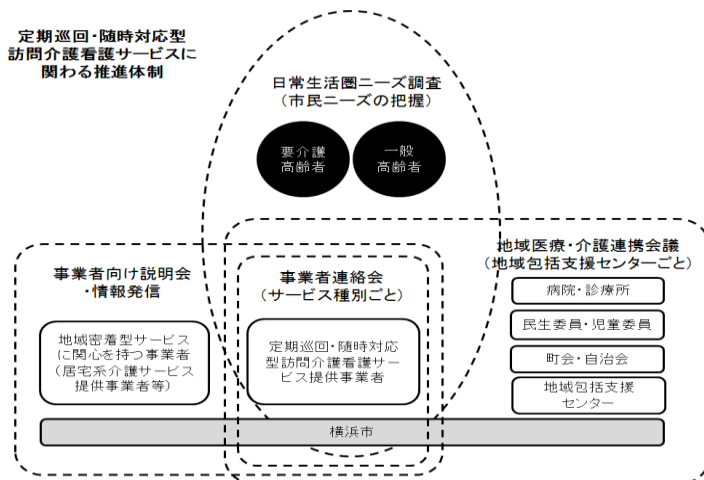 定期巡回・随時対応型
訪問介護看護サービスに
関わる推進体制
日常生活圏ニーズ調査
（市民ニーズの把握）
要介護
高齢者
一般
高齢者
地域医療・介護連携会議
（地域包括支援センターごと）
病院・診療所
民生委員・児童委員
町会・自治会
地域包括支援
センター
事業者向け説明会
・情報発信
地域密着型サービス
に関心を持つ事業者
（居宅系介護サービス
提供事業者等）
事業者連絡会
（サービス種別ごと）
定期巡回・随時対応
型訪問介護看護サー
ビス提供事業者
横浜市